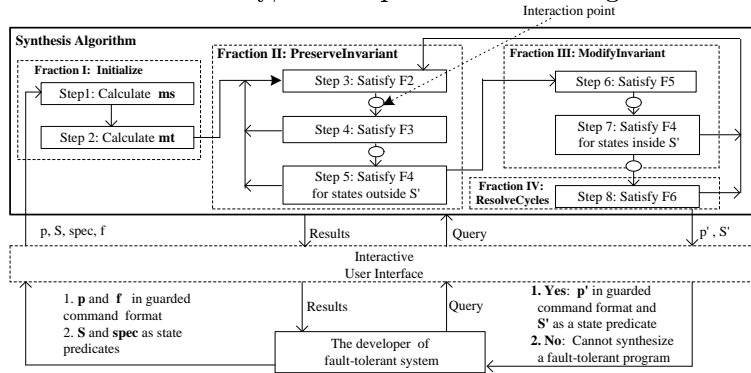 Interaction point
Synthesis Algorithm
Fraction I: Initialize
Step1: Calculate ms
Step 2: Calculate mt
Fraction II: PreserveInvariant
Step 3: Satisfy F2
Step 4: Satisfy F3
Step 5: Satisfy F4
for states outside S'
Fraction III: ModifyInvariant
Step 6: Satisfy F5
Step 7: Satisfy F4
for states inside S'
Fraction IV:
ResolveCycles
Step 8: Satisfy F6
p, S, spec, f
Results
Query
p' , S'
Interactive
User Interface
1. p and f in guarded
command format
2. S and spec as state
predicates
Results
Query
1. Yes: p' in guarded
command format and
S' as a state predicate
2. No: Cannot synthesize
a fault-tolerant program
The developer of
fault-tolerant system